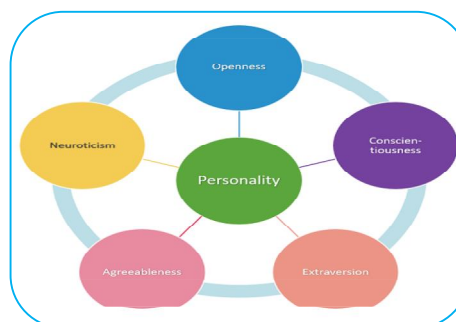 Openness
Neuroticism
Conscien-
tiousness
Personality
Agreeableness
Extraversion